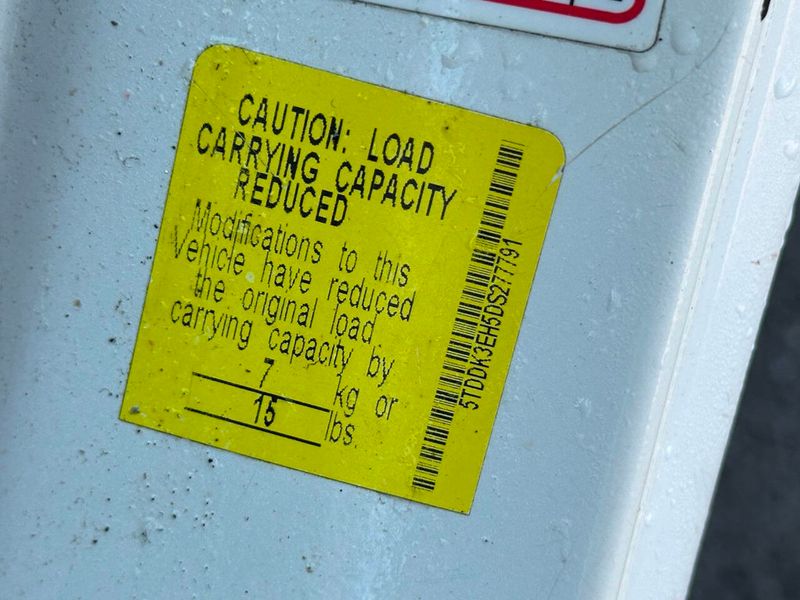 CAUTION: LOAD
CARRYING CAPACITY
REDUCED
Modifications to this
Vehicle have reduced
the original load
carrying capacity by
7 kg or
15 lbs.
5TDDK3EH5DS277791